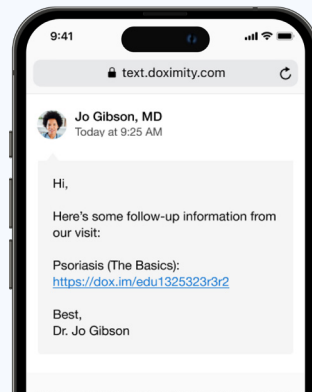 9:41
text.doximity.com
Jo Gibson, MD
Today at 9:25 AM
Hi,
Here's some follow-up information from
our visit:
Psoriasis (The Basics):
https://dox.im/edu1325323r3r2
Best,
Dr. Jo Gibson